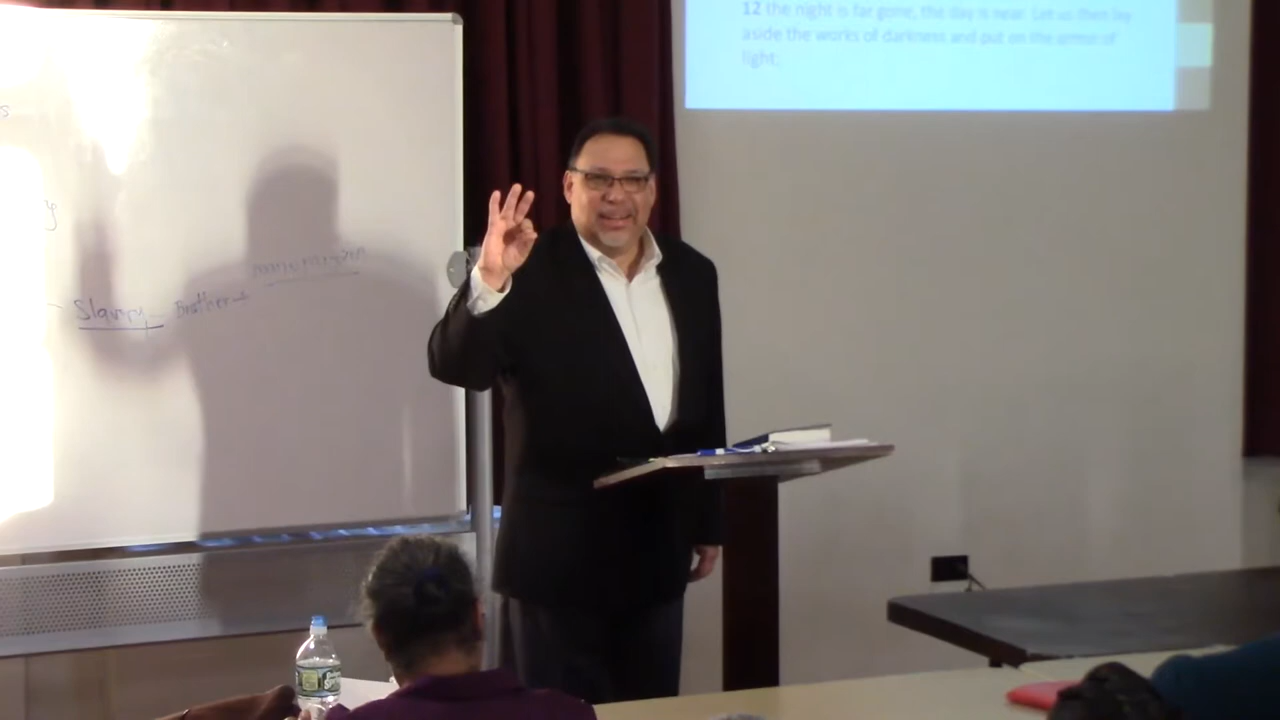 12 the night is far gone, the day is near. Let us then lay
aside the works of darkness and put on the armor of
light.
s
y
Slavery Brother